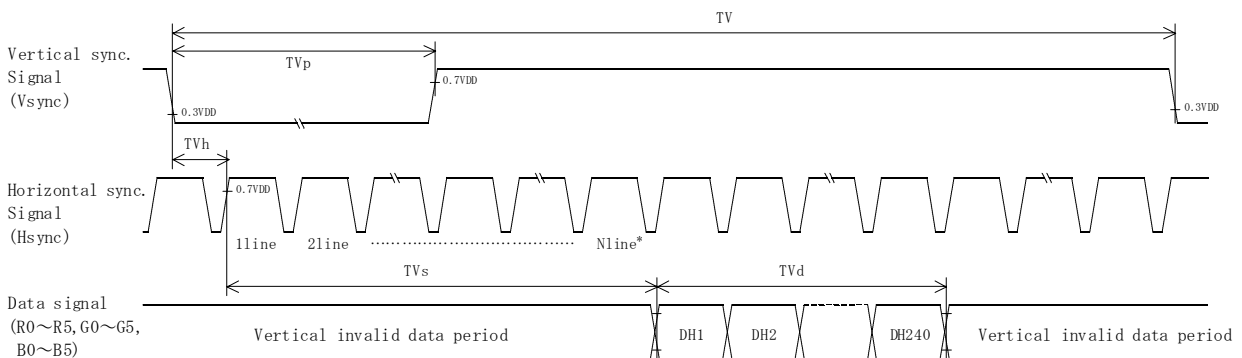 TV
Vertical sync.
Signal
(Vsync)
TVp
0.7VDD
0.3VDD
0.3VDD
TVh
Horizontal sync.
Signal
(Hsync)
0.7VDD
1line 2line ........................................ Nline*
TVs TVd
Data signal
(R0～R5,G0～G5,
B0～B5)
Vertical invalid data period DH1 DH2 DH240 Vertical invalid data period